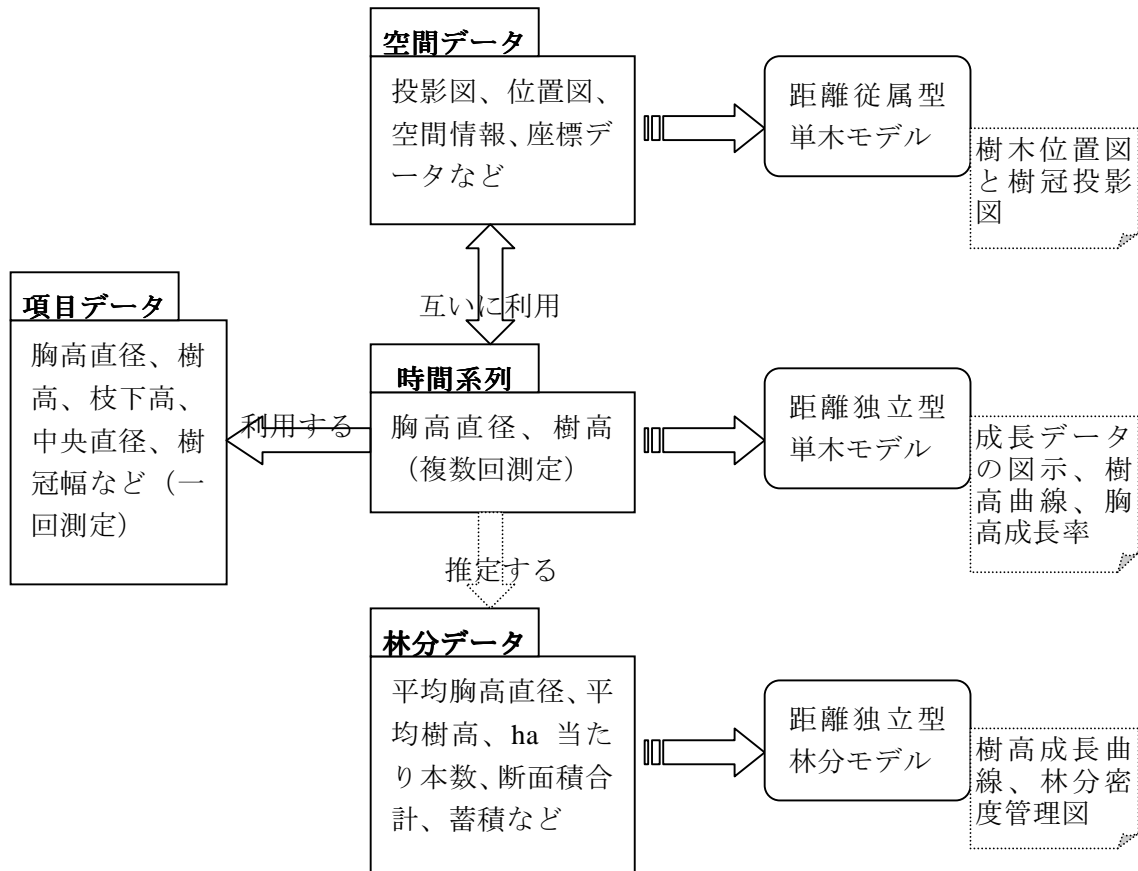 空間データ
投影図、位置図、
空間情報、座標デ
ータなど
距離従属型
単木モデル
樹木位置図
と樹冠投影
図
互いに利用
項目データ
胸高直径、樹
高、枝下高、
中央直径、樹
冠幅など（一
回測定）
利用する
時間系列
胸高直径、樹高
（複数回測定）
距離独立型
単木モデル
成長データ
の図示、樹
高曲線、胸
高成長率
推定する
林分データ
平均胸高直径、平
均樹高、ha 当た
り本数、断面積合
計、蓄積など
距離独立型
林分モデル
樹高成長曲
線、林分密
度管理図